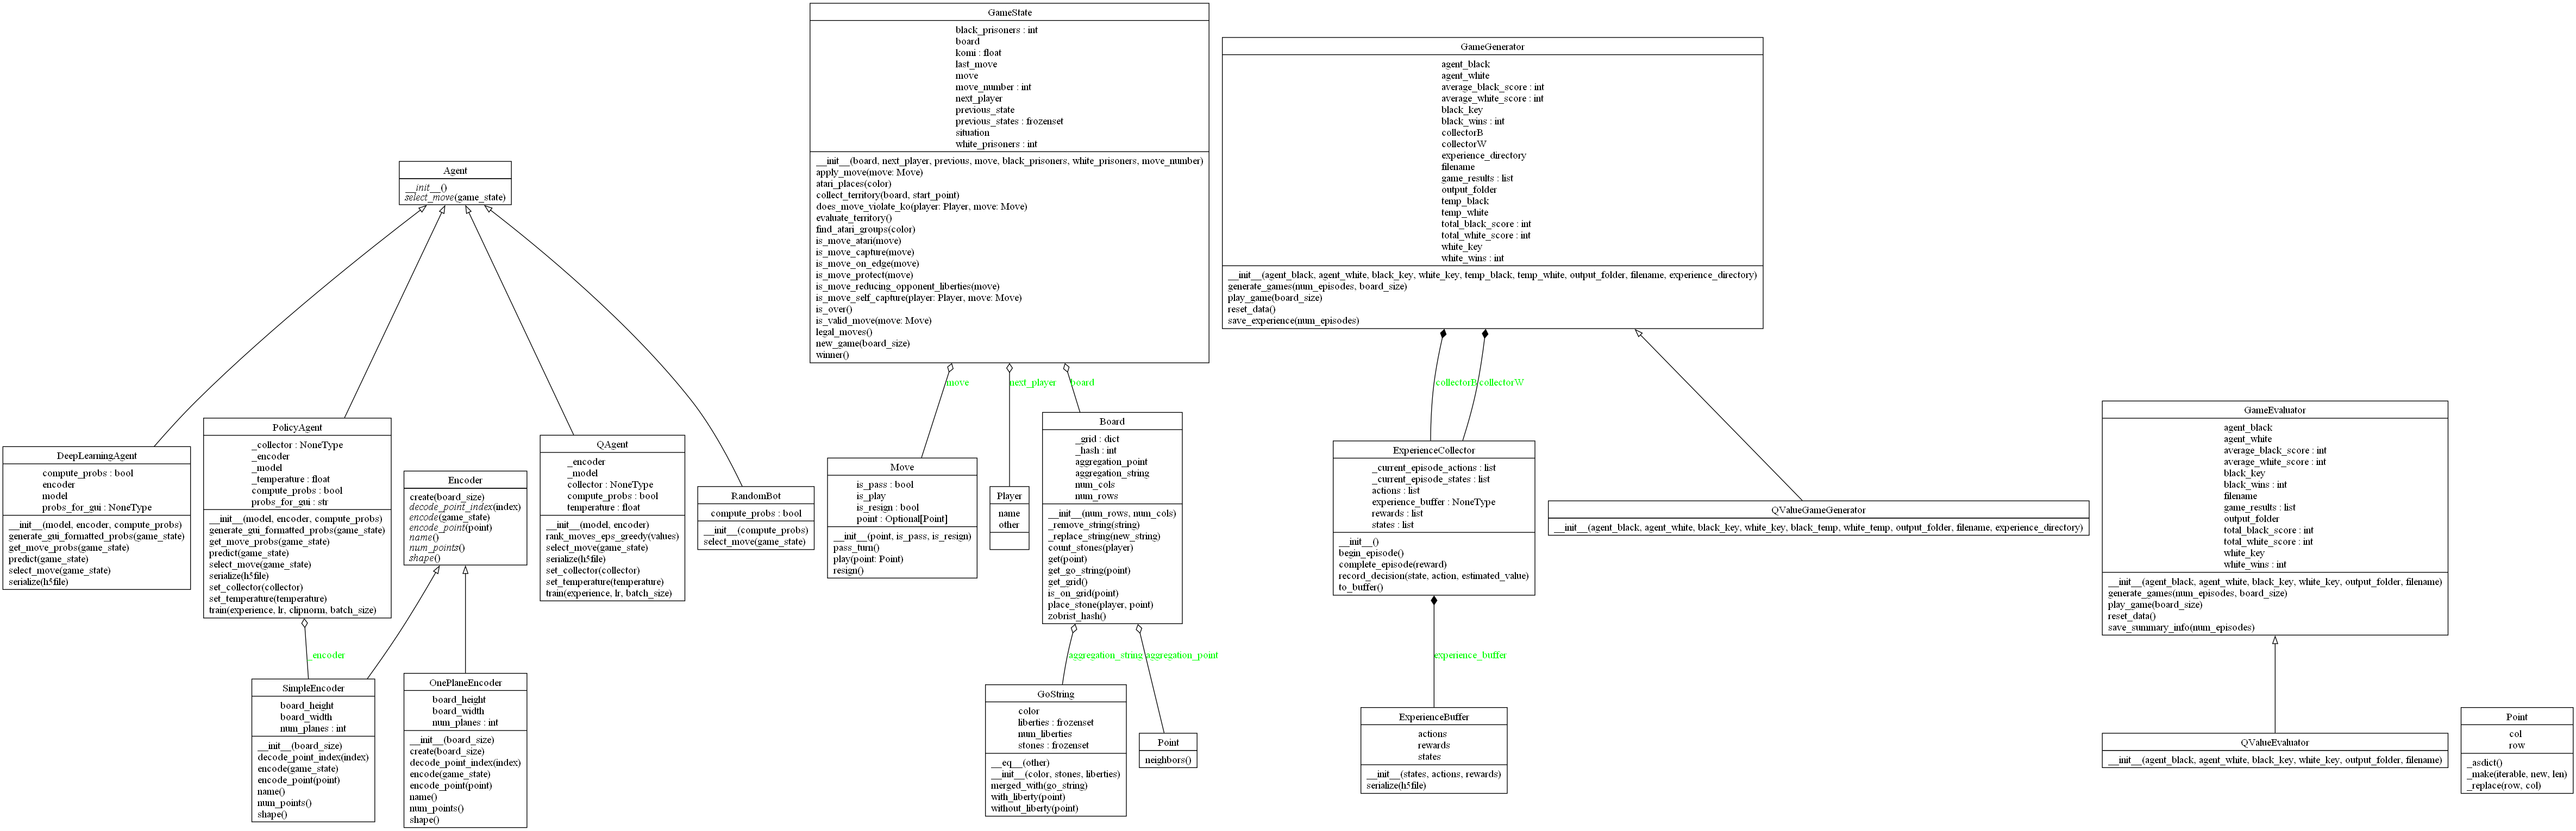 GameState
black_prisoners : int
board
komi : float
last_move
move
move_number : int
next_player
previous_state
previous_states : frozenset
situation
white_prisoners : int
__init__(board, next_player, previous, move, black_prisoners, white_prisoners, move_number)
apply_move(move: Move)
atari_places(color)
collect_territory(board, start_point)
does_move_violate_ko(player: Player, move: Move)
evaluate_territory()
find_atari_groups(color)
is_move_atari(move)
is_move_capture(move)
is_move_on_edge(move)
is_move_protect(move)
is_move_reducing_opponent_liberties(move)
is_move_self_capture(player: Player, move: Move)
is_over()
is_valid_move(move: Move)
legal_moves()
new_game(board_size)
winner()
GameGenerator
agent_black
agent_white
average_black_score : int
average_white_score : int
black_key
black_wins : int
collectorB
collectorW
experience_directory
filename
game_results : list
output_folder
temp_black
temp_white
total_black_score : int
total_white_score : int
white_key
white_wins : int
__init__(agent_black, agent_white, black_key, white_key, temp_black, temp_white, output_folder, filename, experience_directory)
generate_games(num_episodes, board_size)
play_game(board_size)
reset_data()
save_experience(num_episodes)
Agent
__init__()
select_move(game_state)
move
next_player
board
collectorB
collectorW
DeepLearningAgent
compute_probs : bool
encoder
model
probs_for_gui : NoneType
__init__(model, encoder, compute_probs)
generate_gui_formatted_probs(game_state)
get_move_probs(game_state)
predict(game_state)
select_move(game_state)
serialize(h5file)
PolicyAgent
_collector : NoneType
_encoder
_model
_temperature : float
compute_probs : bool
probs_for_gui : str
__init__(model, encoder, compute_probs)
generate_gui_formatted_probs(game_state)
get_move_probs(game_state)
predict(game_state)
select_move(game_state)
serialize(h5file)
set_collector(collector)
set_temperature(temperature)
train(experience, lr, clipnorm, batch_size)
Encoder
create(board_size)
decode_point_index(index)
encode(game_state)
encode_point(point)
name()
num_points()
shape()
QAgent
_encoder
_model
collector : NoneType
compute_probs : bool
temperature : float
__init__(model, encoder)
rank_moves_eps_greedy(values)
select_move(game_state)
serialize(h5file)
set_collector(collector)
set_temperature(temperature)
train(experience, lr, batch_size)
RandomBot
compute_probs : bool
__init__(compute_probs)
select_move(game_state)
Move
is_pass : bool
is_play
is_resign : bool
point : Optional[Point]
__init__(point, is_pass, is_resign)
pass_turn()
play(point: Point)
resign()
Player
name
other
Board
_grid : dict
_hash : int
aggregation_point
aggregation_string
num_cols
num_rows
__init__(num_rows, num_cols)
_remove_string(string)
_replace_string(new_string)
count_stones(player)
get(point)
get_go_string(point)
get_grid()
is_on_grid(point)
place_stone(player, point)
zobrist_hash()
ExperienceCollector
_current_episode_actions : list
_current_episode_states : list
actions : list
experience_buffer : NoneType
rewards : list
states : list
__init__()
begin_episode()
complete_episode(reward)
record_decision(state, action, estimated_value)
to_buffer()
QValueGameGenerator
__init__(agent_black, agent_white, black_key, white_key, black_temp, white_temp, output_folder, filename, experience_directory)
GameEvaluator
agent_black
agent_white
average_black_score : int
average_white_score : int
black_key
black_wins : int
filename
game_results : list
output_folder
total_black_score : int
total_white_score : int
white_key
white_wins : int
__init__(agent_black, agent_white, black_key, white_key, output_folder, filename)
generate_games(num_episodes, board_size)
play_game(board_size)
reset_data()
save_summary_info(num_episodes)
_encoder
aggregation_string
aggregation_point
experience_buffer
SimpleEncoder
board_height
board_width
num_planes : int
__init__(board_size)
decode_point_index(index)
encode(game_state)
encode_point(point)
name()
num_points()
shape()
OnePlaneEncoder
board_height
board_width
num_planes : int
__init__(board_size)
create(board_size)
decode_point_index(index)
encode(game_state)
encode_point(point)
name()
num_points()
shape()
GoString
color
liberties : frozenset
num_liberties
stones : frozenset
__eq__(other)
__init__(color, stones, liberties)
merged_with(go_string)
with_liberty(point)
without_liberty(point)
Point
neighbors()
ExperienceBuffer
actions
rewards
states
__init__(states, actions, rewards)
serialize(h5file)
QValueEvaluator
__init__(agent_black, agent_white, black_key, white_key, output_folder, filename)
Point
col
row
_asdict()
_make(iterable, new, len)
_replace(row, col)